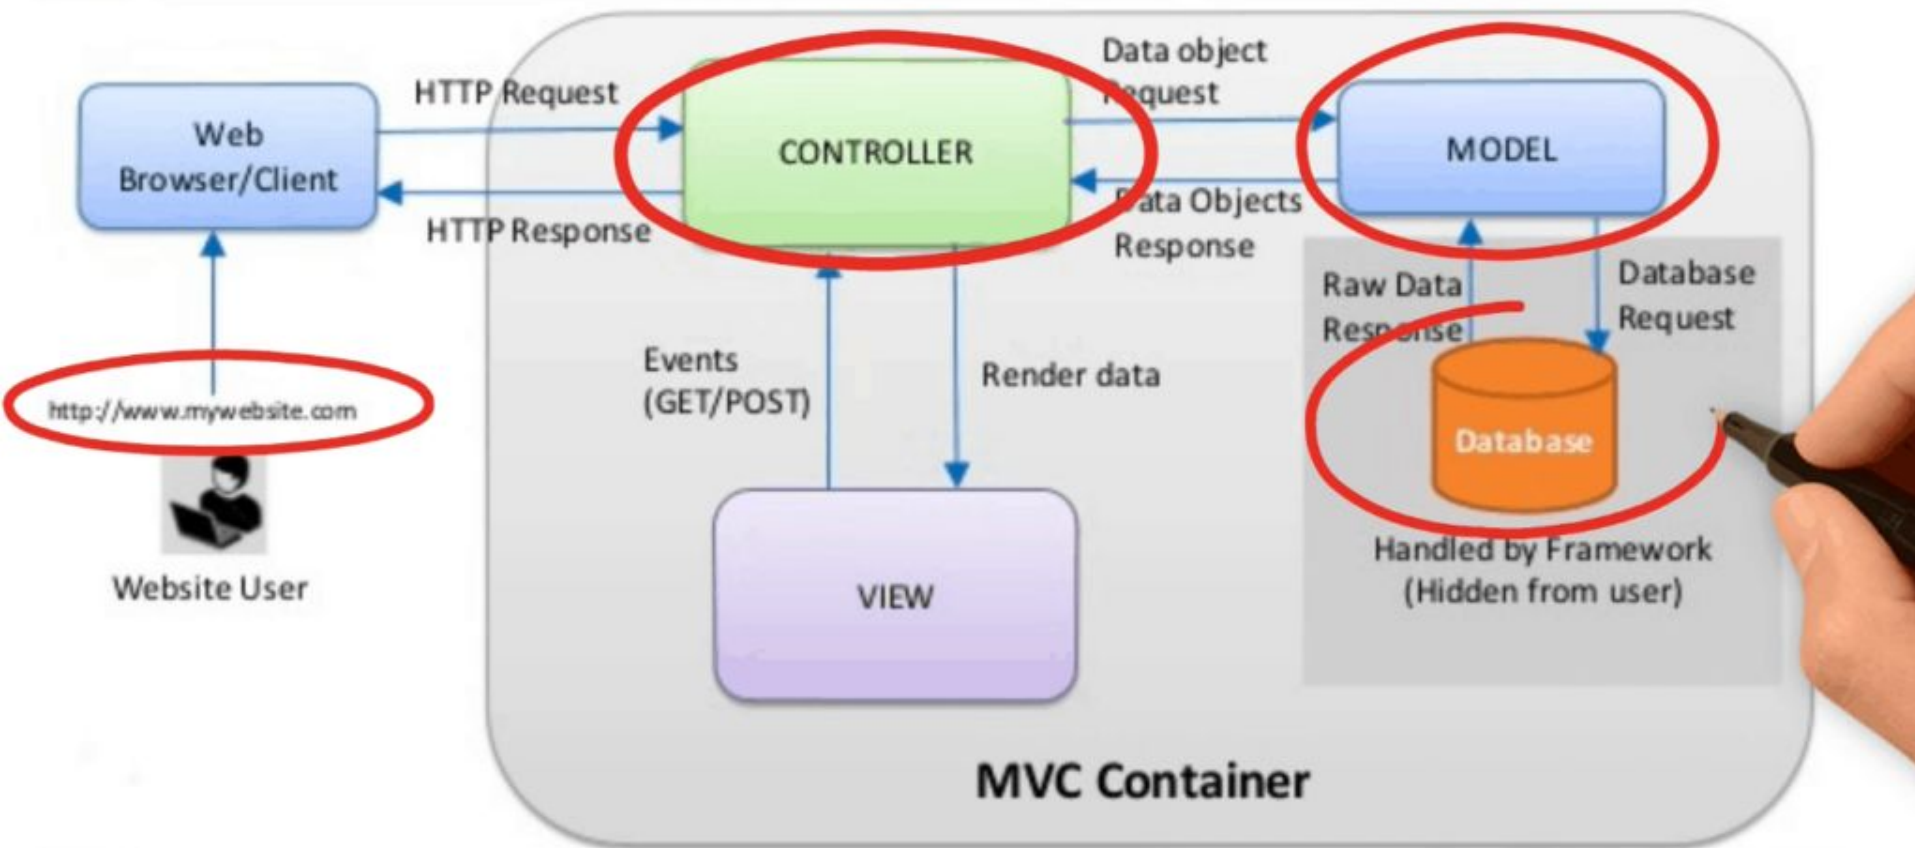 HTTP Request
Web
Browser/Client
HTTP Response
http://www.mywebsite.com
Website User
CONTROLLER
Data object
Request
MODEL
Data Objects
Response
Raw Data
Response
Database
Request
Database
Handled by Framework
(Hidden from user)
Events
(GET/POST)
Render data
VIEW
MVC Container